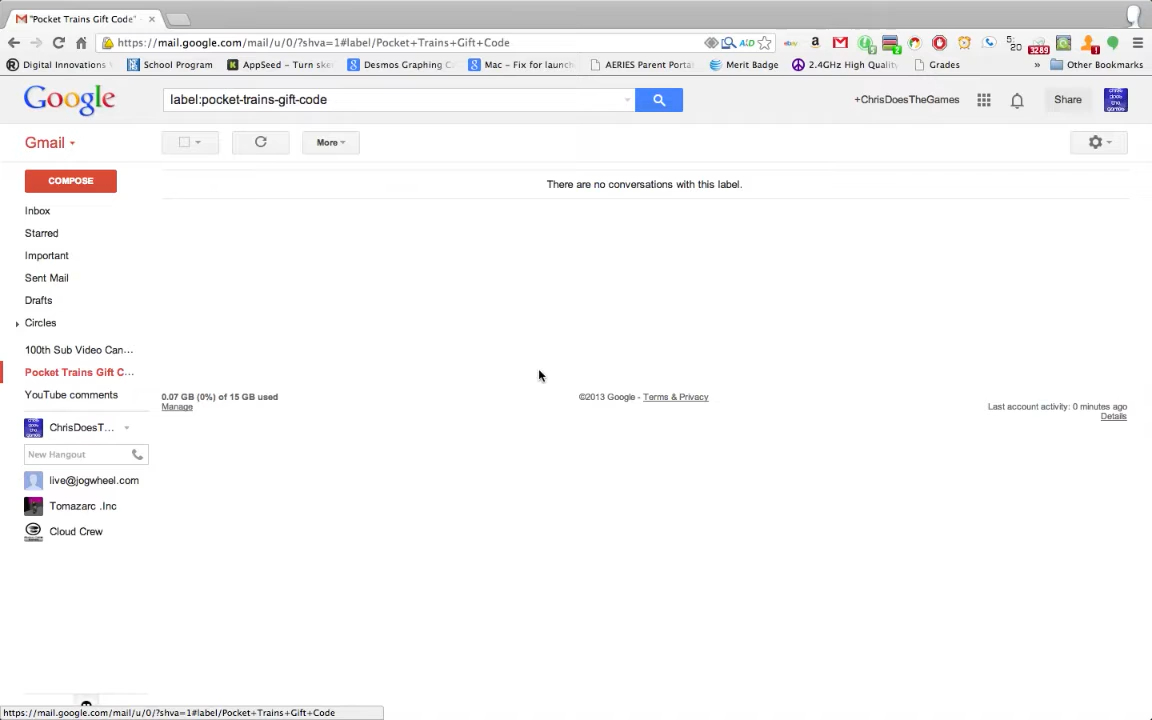 "Pocket Trains Gift Code"
https://mail.google.com/mail/u/0/?shva=1#label/Pocket+Trains+Gift+Code
Digital Innovations
School Program
AppSeed - Turn ske
Desmos Graphing C
Mac - Fix for launch
AERIES Parent Porta
Merit Badge
2.4GHz High Quality
Grades
»
Other Bookmarks
Google
label:pocket-trains-gift-code
+ChrisDoesTheGames
Share
Gmail
More
COMPOSE
There are no conversations with this label.
Inbox
Starred
Important
Sent Mail
Drafts
Circles
100th Sub Video Can...
Pocket Trains Gift C...
YouTube comments
0.07 GB (0%) of 15 GB used
Manage
©2013 Google - Terms & Privacy
Last account activity: 0 minutes ago
Details
ChrisDoesT...
New Hangout
live@jogwheel.com
Tomazarc .Inc
Cloud Crew
https://mail.google.com/mail/u/0/?shva=1#label/Pocket+Trains+Gift+Code